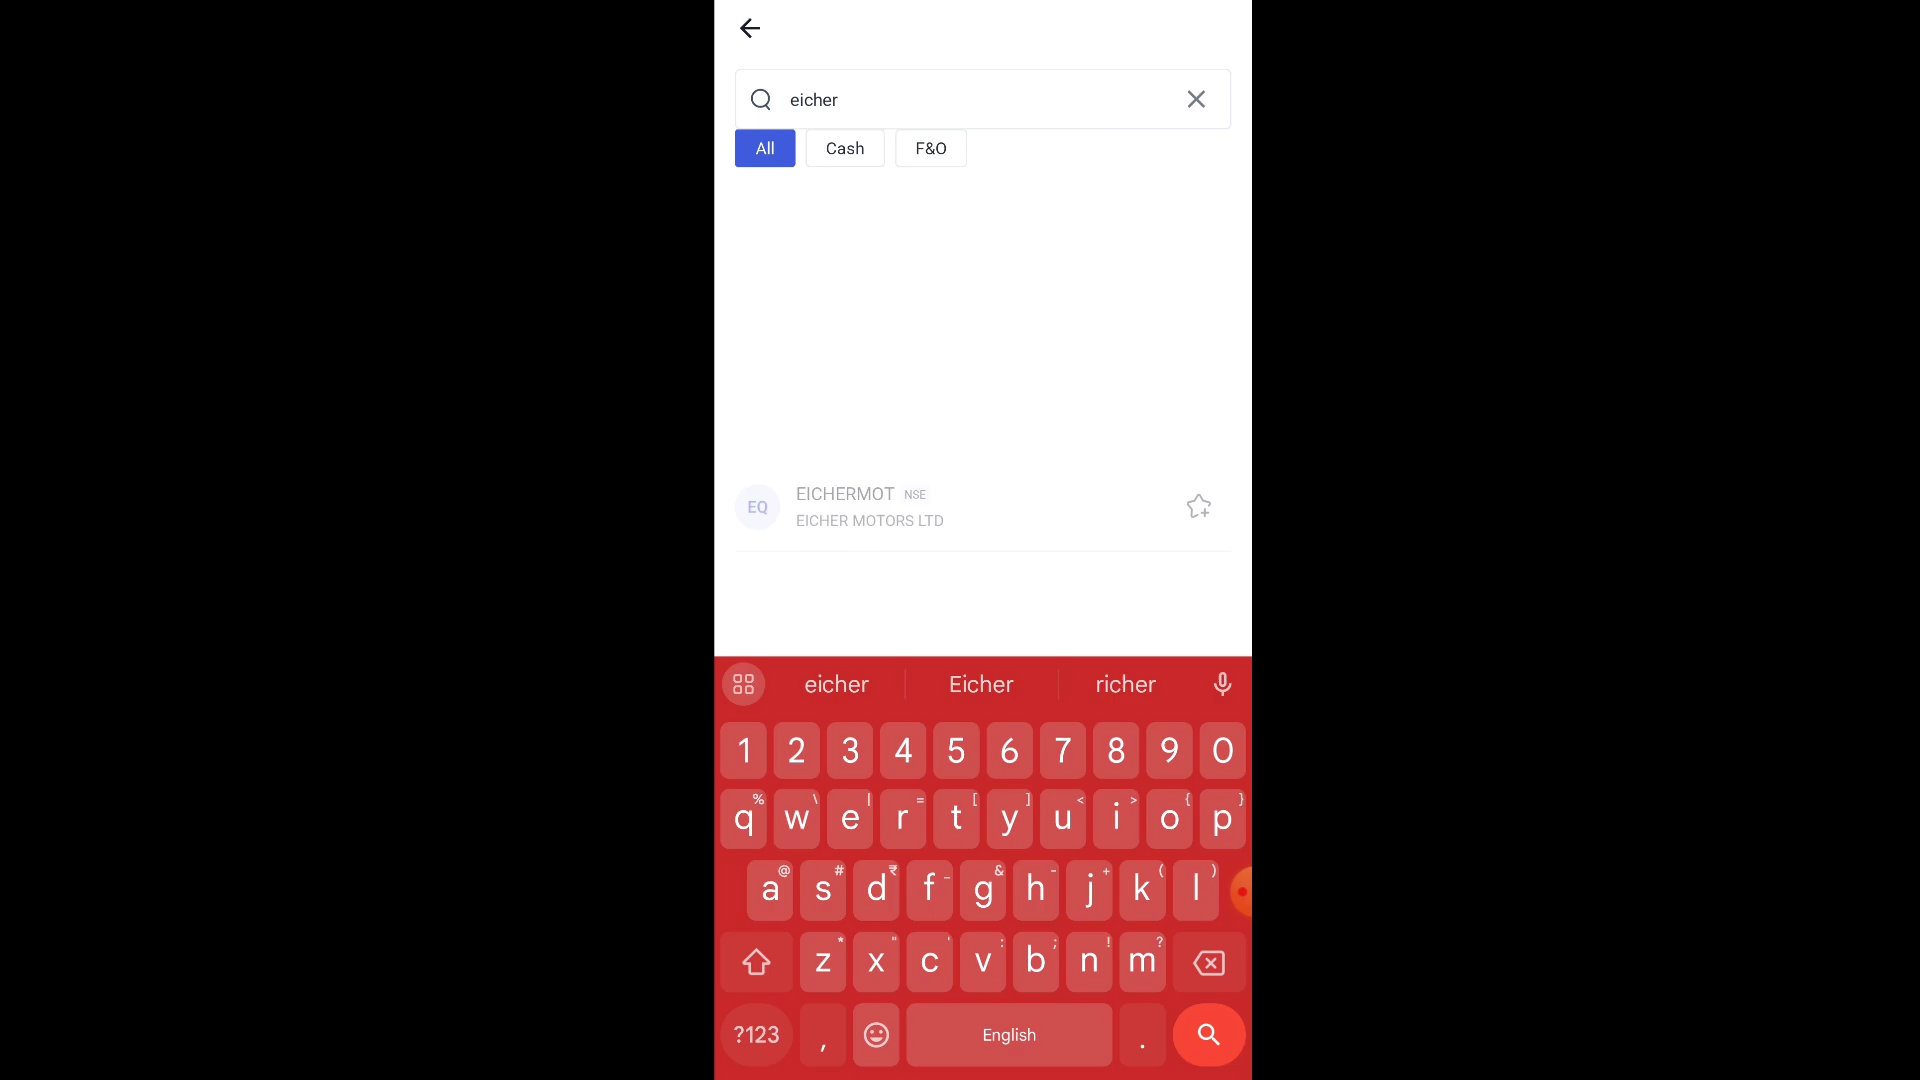 eicher
All Cash F&O
EQ EICHERMOT NSE
EICHER MOTORS LTD
eicher Eicher richer
1 2 3 4 5 6 7 8 9 0
% \ | = [ ] < > { }
q w e r t y u i o p
@ # ₹ _ & - + ( )
a s d f g h j k l
* " ' : ; ! ?
z x c v b n m
?123 , English .